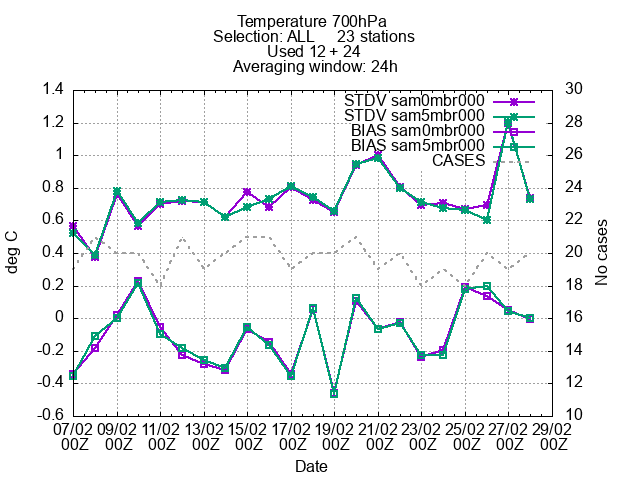 Temperature 700hPa
Selection: ALL 23 stations
Used 12 + 24
Averaging window: 24h
STDV sam0mbr000
STDV sam5mbr000
BIAS sam0mbr000
BIAS sam5mbr000
CASES
deg C
1.4
1.2
1
0.8
0.6
0.4
0.2
0
-0.2
-0.4
-0.6
30
28
26
24
22
20
18
16
14
12
10
No cases
07/02 09/02 11/02 13/02 15/02 17/02 19/02 21/02 23/02 25/02 27/02 29/02
00Z 00Z 00Z 00Z 00Z 00Z 00Z 00Z 00Z 00Z 00Z 00Z
Date